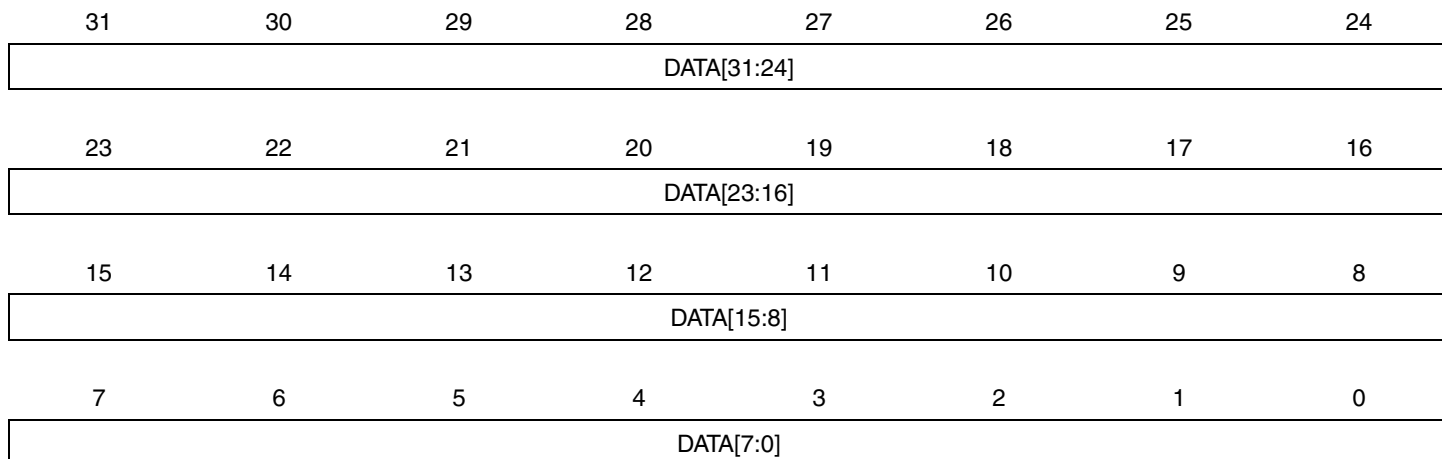 31 30 29 28 27 26 25 24
DATA[31:24]
23 22 21 20 19 18 17 16
DATA[23:16]
15 14 13 12 11 10 9 8
DATA[15:8]
7 6 5 4 3 2 1 0
DATA[7:0]